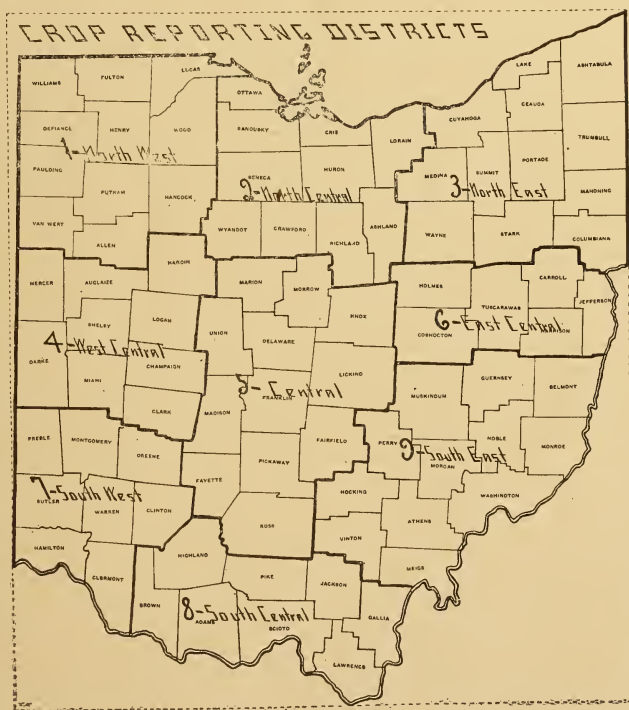 CROP REPORTING DISTRICTS
WILLIAMS
FULTON
LUCAS
OTTAWA
LAKE
ASHTABULA
GEAUGA
CUYAHOGA
DEFIANCE
HENRY
WOOD
SANDUSKY
ERIE
LORAIN
TRUMBULL
1-North West
PAULDING
PUTNAM
HANCOCK
SENECA
HURON
2-North Central
MEDINA
SUMMIT
PORTAGE
3-North East
MAHONING
VAN WERT
ALLEN
WYANDOT
CRAWFORD
RICHLAND
ASHLAND
WAYNE
STARK
COLUMBIANA
MERCER
AUGLAIZE
HARDIN
MARION
MORROW
HOLMES
CARROLL
TUSCARAWAS
JEFFERSON
SHELBY
LOGAN
UNION
KNOX
COSHOCTON
6-East Central
HARRISON
DELAWARE
4-West Central
DARKE
CHAMPAIGN
MIAMI
5-Central
LICKING
FRANKLIN
MUSKINGUM
GUERNSEY
BELMONT
CLARK
MADISON
PREBLE
MONTGOMERY
GREENE
FAIRFIELD
PERRY
NOBLE
MONROE
9-South East
MORGAN
PICKAWAY
FAYETTE
HOCKING
WASHINGTON
7-South West
BUTLER
WARREN
CLINTON
ROSS
ATHENS
VINTON
HAMILTON
HIGHLAND
MEIGS
CLERMONT
PIKE
JACKSON
BROWN
ADAMS
8-South Central
SCIOTO
GALLIA
LAWRENCE